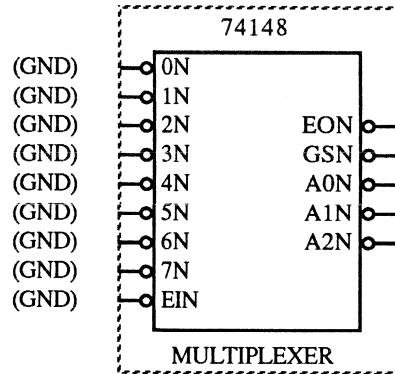 74148
(GND) 0N
(GND) 1N
(GND) 2N EON
(GND) 3N GSN
(GND) 4N A0N
(GND) 5N A1N
(GND) 6N A2N
(GND) 7N
(GND) EIN
MULTIPLEXER